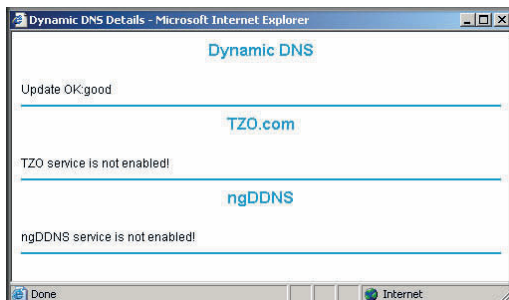 Dynamic DNS Details - Microsoft Internet Explorer
Dynamic DNS
Update OK:good
TZO.com
TZO service is not enabled!
ngDDNS
ngDDNS service is not enabled!
Done
Internet